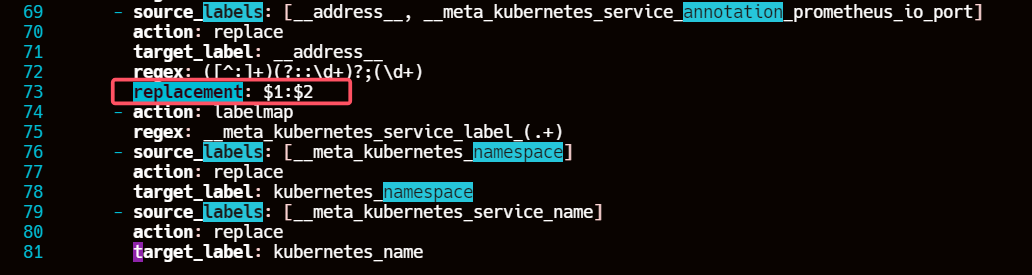 69 - source_labels: [__address__, __meta_kubernetes_service_annotation_prometheus_io_port]
70 action: replace
71 target_label: __address__
72 regex: ([^:]+)(?::\d+)?;(\d+)
73 replacement: $1:$2
74 - action: labelmap
75 regex: __meta_kubernetes_service_label_(.+)
76 - source_labels: [__meta_kubernetes_namespace]
77 action: replace
78 target_label: kubernetes_namespace
79 - source_labels: [__meta_kubernetes_service_name]
80 action: replace
81 target_label: kubernetes_name